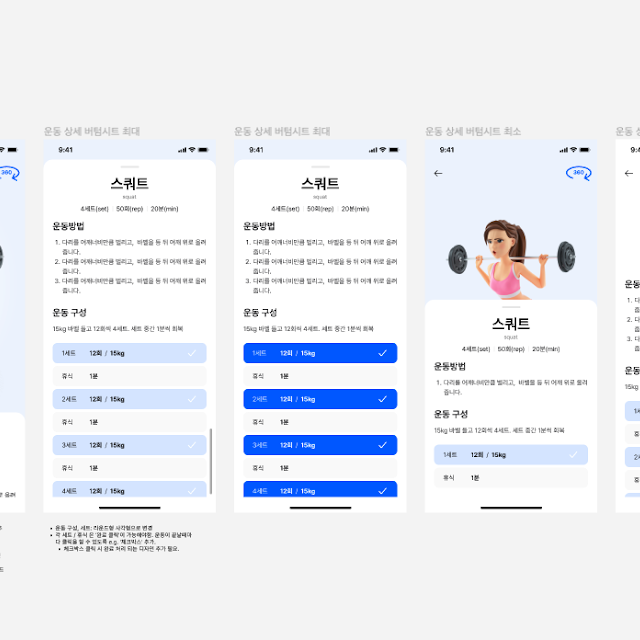 운동 상세 버텀시트 최대
9:41
스쿼트
squat
4세트(set) 50회(rep) 20분(min)
운동방법
1. 다리를 어깨너비만큼 벌리고, 바벨을 등 뒤 어깨 위로 올려
줍니다.
2. 다리를 어깨너비만큼 벌리고, 바벨을 등 뒤 어깨 위로 올려
줍니다.
3. 다리를 어깨너비만큼 벌리고, 바벨을 등 뒤 어깨 위로 올려
줍니다.
운동 구성
15kg 바벨 들고 12회씩 4세트. 세트 중간 1분씩 회복
1세트 12회 / 15kg
휴식 1분
2세트 12회 / 15kg
휴식 1분
3세트 12회 / 15kg
휴식 1분
4세트 12회 / 15kg
• 운동 구성, 세트: 라운드형 사각형으로 변경
• 각 세트 / 휴식 은 '완료 클릭'이 가능해야함. 운동이 끝날때마
다 클릭을 할 수 있도록 e.g. '체크박스' 추가.
• 체크박스 클릭 시 완료 처리 되는 디자인 추가 필요.
운동 상세 버텀시트 최대
9:41
스쿼트
squat
4세트(set) 50회(rep) 20분(min)
운동방법
1. 다리를 어깨너비만큼 벌리고, 바벨을 등 뒤 어깨 위로 올려
줍니다.
2. 다리를 어깨너비만큼 벌리고, 바벨을 등 뒤 어깨 위로 올려
줍니다.
3. 다리를 어깨너비만큼 벌리고, 바벨을 등 뒤 어깨 위로 올려
줍니다.
운동 구성
15kg 바벨 들고 12회씩 4세트. 세트 중간 1분씩 회복
1세트 12회 / 15kg
휴식 1분
2세트 12회 / 15kg
휴식 1분
3세트 12회 / 15kg
휴식 1분
4세트 12회 / 15kg
운동 상세 버텀시트 최소
9:41
360
스쿼트
squat
4세트(set) 50회(rep) 20분(min)
운동방법
1. 다리를 어깨너비만큼 벌리고, 바벨을 등 뒤 어깨 위로 올려
줍니다.
운동 구성
15kg 바벨 들고 12회씩 4세트. 세트 중간 1분씩 회복
1세트 12회 / 15kg
휴식 1분